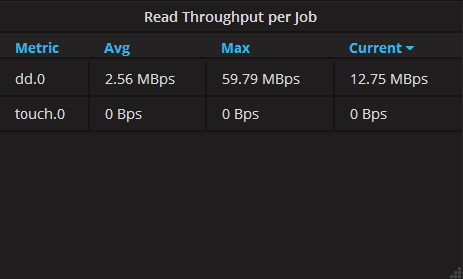 Read Throughput per Job
Metric Avg Max Current
dd.0 2.56 MBps 59.79 MBps 12.75 MBps
touch.0 0 Bps 0 Bps 0 Bps